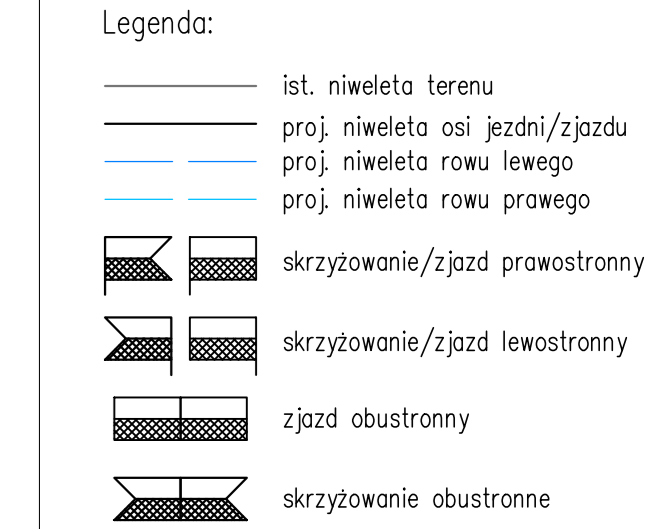 Legenda:
ist. niweleta terenu
proj. niweleta osi jezdni/zjazdu
proj. niweleta rowu lewego
proj. niweleta rowu prawego
skrzyżowanie/zjazd prawostronny
skrzyżowanie/zjazd lewostronny
zjazd obustronny
skrzyżowanie obustronne